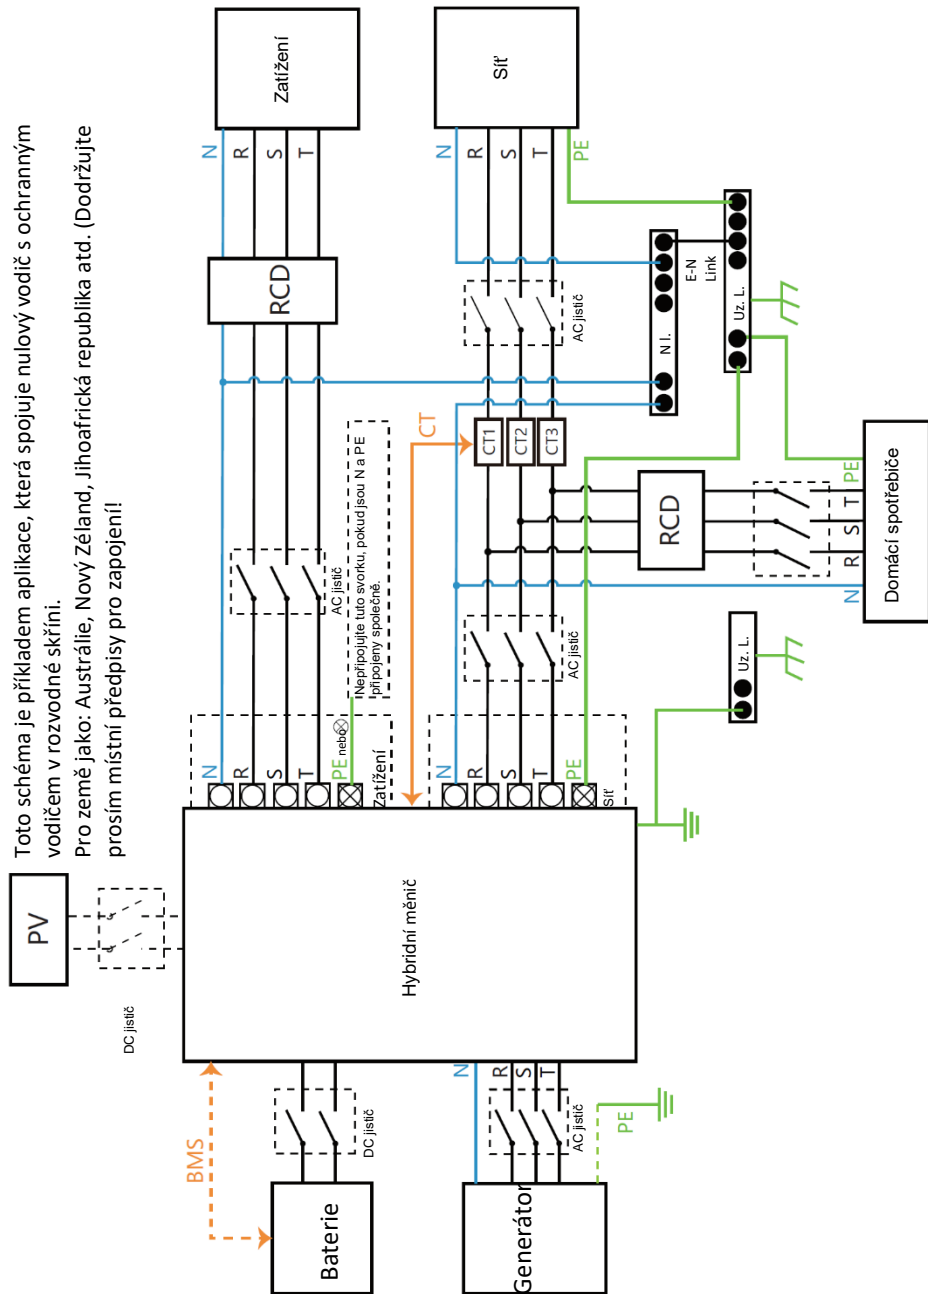 Toto schéma je příkladem aplikace, která spojuje nulový vodič s ochranným
vodičem v rozvodné skříni.
Pro země jako: Austrálie, Nový Zéland, Jihoafrická republika atd. (Dodržujte
prosím místní předpisy pro zapojení!
PV
DC jistič
Zatížení
N
R
S
T
RCD
AC jistič
N
R
S
T
PE nebo
Zatížení
Nepřipojujte tuto svorku, pokud jsou N a PE
připojeny společně.
CT
Síť
N
R
S
T
PE
AC jistič
CT1
CT2
CT3
N l.
E-N
Link
Uz. L.
AC jistič
N
R
S
T
PE
Síť
RCD
N
R
S
T
PE
Domácí spotřebiče
Uz. L.
Hybridní měnič
BMS
DC jistič
Baterie
N
R
S
T
AC jistič
PE
Generátor